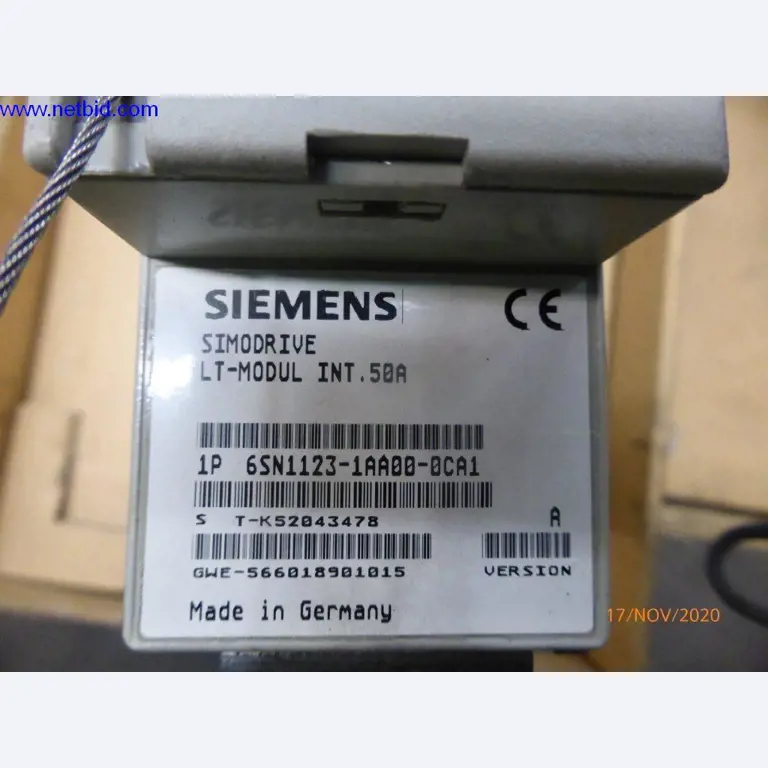 www.netbid.com
SIEMENS
CE
SIMODRIVE
LT-MODUL INT.50A
1P 6SN1123-1AA00-0CA1
S T-K52043478 A
GWE-566018901015 VERSION
Made in Germany
17/NOV/2020